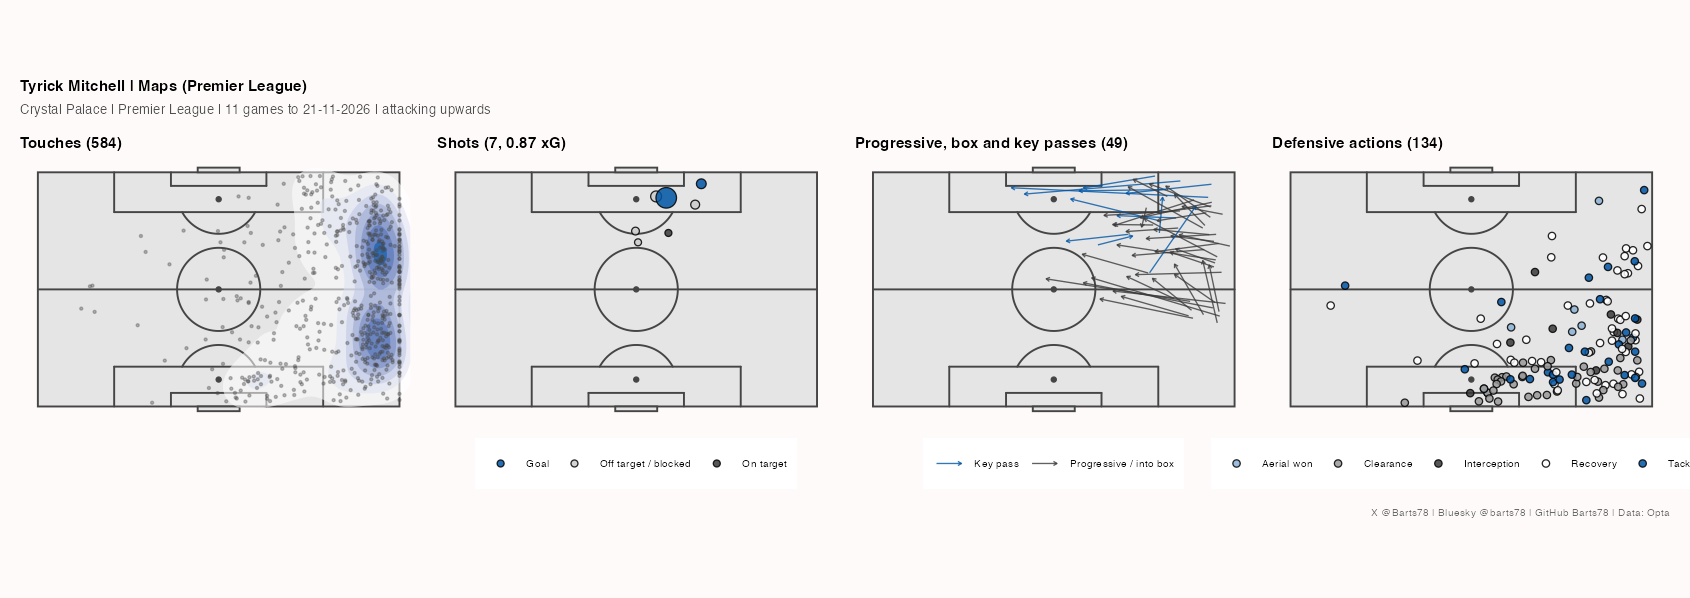 Tyrick Mitchell | Maps (Premier League)
Crystal Palace | Premier League | 11 games to 21-11-2026 | attacking upwards
Touches (584)
Shots (7, 0.87 xG)
Progressive, box and key passes (49)
Defensive actions (134)
Goal
Off target / blocked
On target
Key pass
Progressive / into box
Aerial won
Clearance
Interception
Recovery
Tack
X @Barts78 | Bluesky @barts78 | GitHub Barts78 | Data: Opta